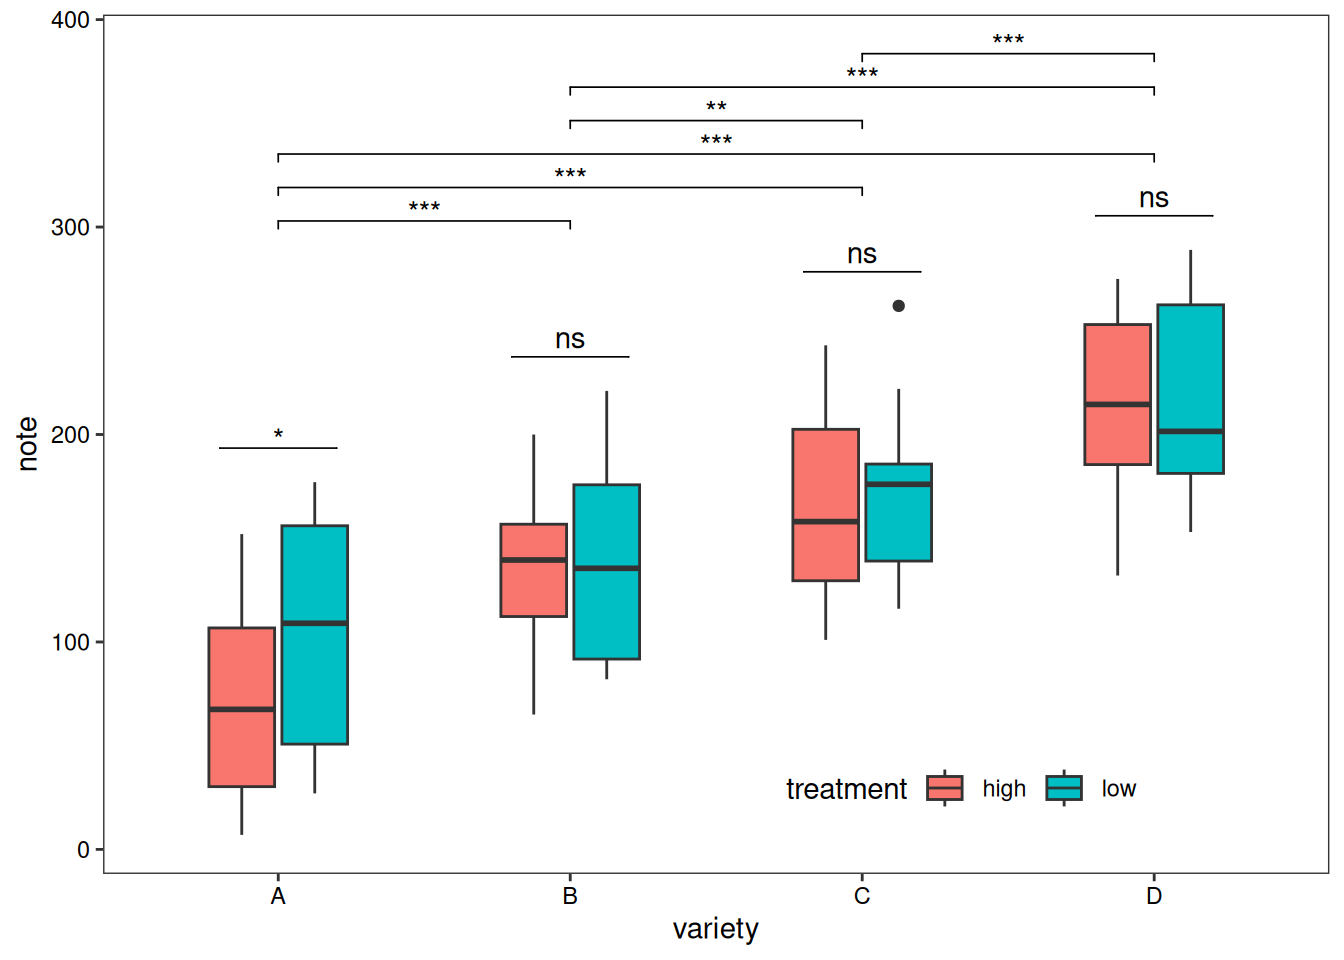 400
***
***
**
***
***
***
ns
300
ns
ns
*
200
note
100
treatment high low
0
A B C D
variety